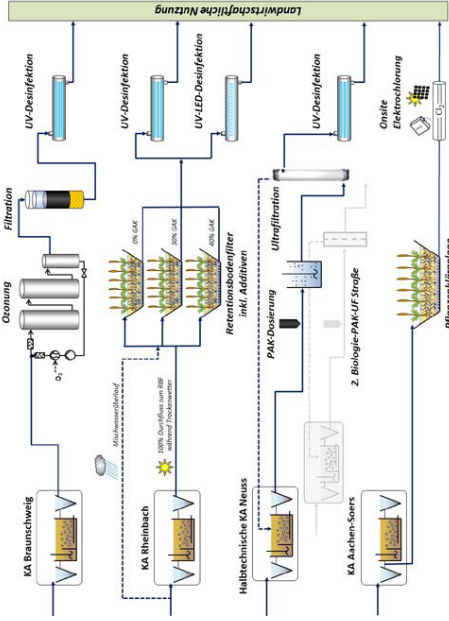 Landwirtschaftliche Nutzung
KA Braunschweig
O₃
Ozonung
Filtration
UV-Desinfektion
KA Rheinbach
Mischwasserüberlauf
100% Durchfluss zum RBF
während Trockenwetter
0% GAK
30% GAK
40% GAK
Retentionsbodenfilter
inkl. Additiven
UV-Desinfektion
UV-LED-Desinfektion
Halbtechnische KA Neuss
PAK-Dosierung
2. Biologie-PAK-UF Straße
Ultrafiltration
UV-Desinfektion
KA Aachen-Soers
Onsite
Elektrochlorung
Cl₂